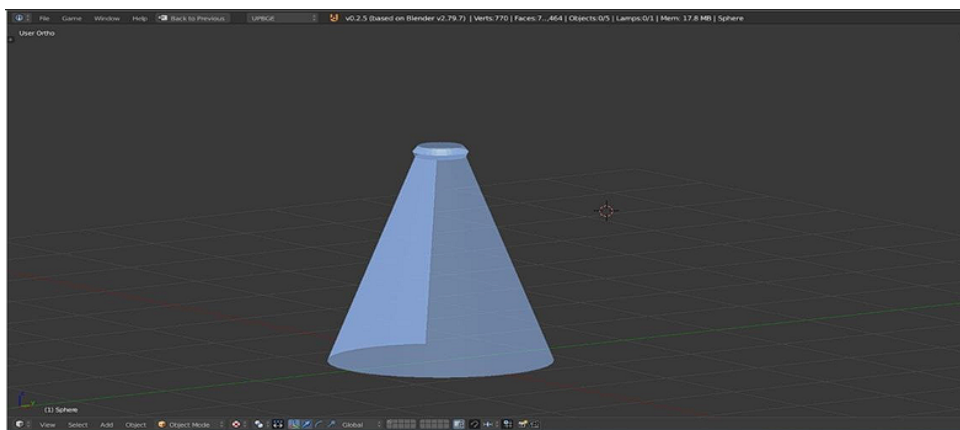 File Game Window Help Back to Previous UPBGE v0.2.5 (based on Blender v2.79.7) | Verts:770 | Faces:7...464 | Objects:0/5 | Lamps:0/1 | Mem: 17.8 MB | Sphere
User Ortho
(1) Sphere
View Select Add Object Object Mode Global